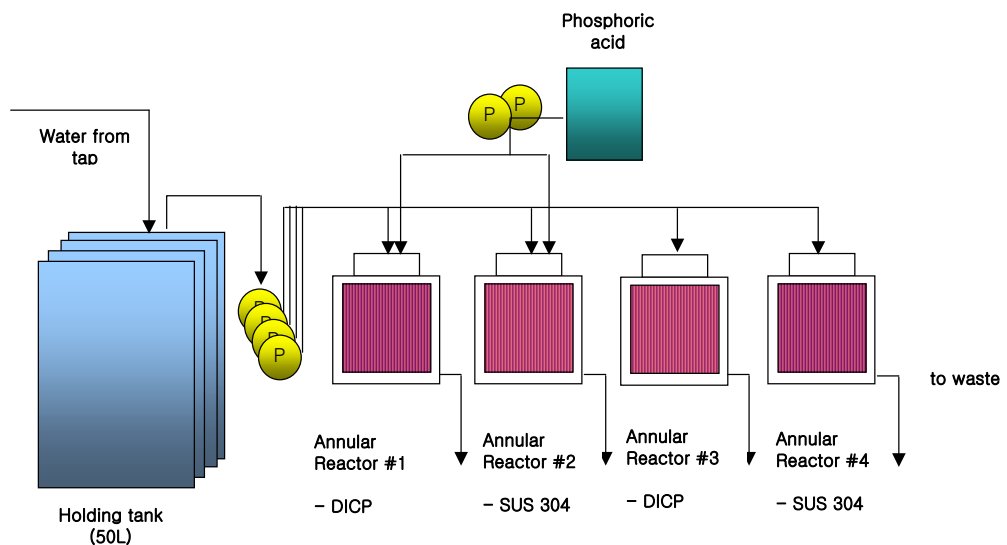 Phosphoric
acid
P
P
Water from
tap
P
P
P
P
to waste
Annular
Reactor #1
- DICP
Annular
Reactor #2
- SUS 304
Annular
Reactor #3
- DICP
Annular
Reactor #4
- SUS 304
Holding tank
(50L)